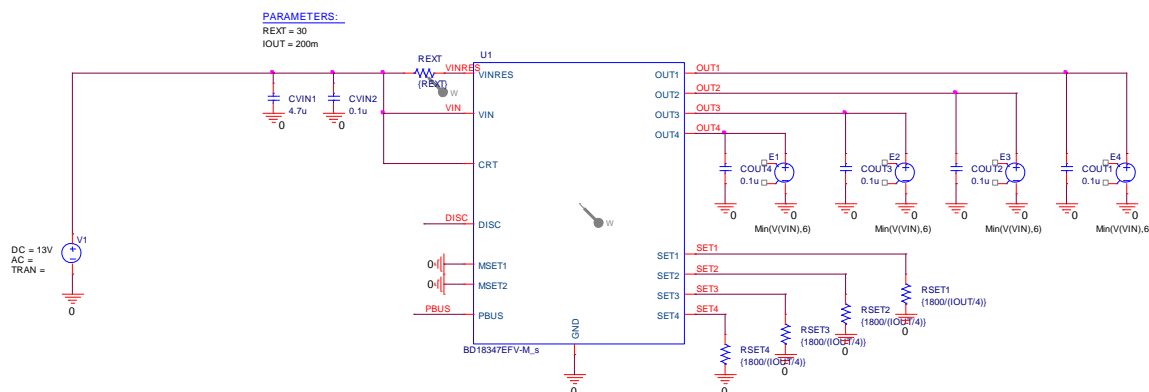 PARAMETERS:
REXT = 30
IOUT = 200m
U1
REXT
{REXT}
VINRES
VINRES
W
CVIN1
4.7u
0
CVIN2
0.1u
0
VIN
VIN
CRT
DISC
DISC
0
MSET1
0
MSET2
PBUS
PBUS
GND
0
BD18347EFV-M_s
W
V1
DC = 13V
AC =
TRAN =
0
OUT1
OUT1
OUT2
OUT2
OUT3
OUT3
OUT4
OUT4
COUT4
0.1u
0
E1
0
Min(V(VIN),6)
COUT3
0.1u
0
E2
0
Min(V(VIN),6)
COUT2
0.1u
0
E3
0
Min(V(VIN),6)
COUT1
0.1u
0
E4
0
Min(V(VIN),6)
SET1
SET1
SET2
SET2
SET3
SET3
SET4
SET4
RSET1
{1800/(IOUT/4)}
0
RSET2
{1800/(IOUT/4)}
0
RSET3
{1800/(IOUT/4)}
0
RSET4
{1800/(IOUT/4)}
0